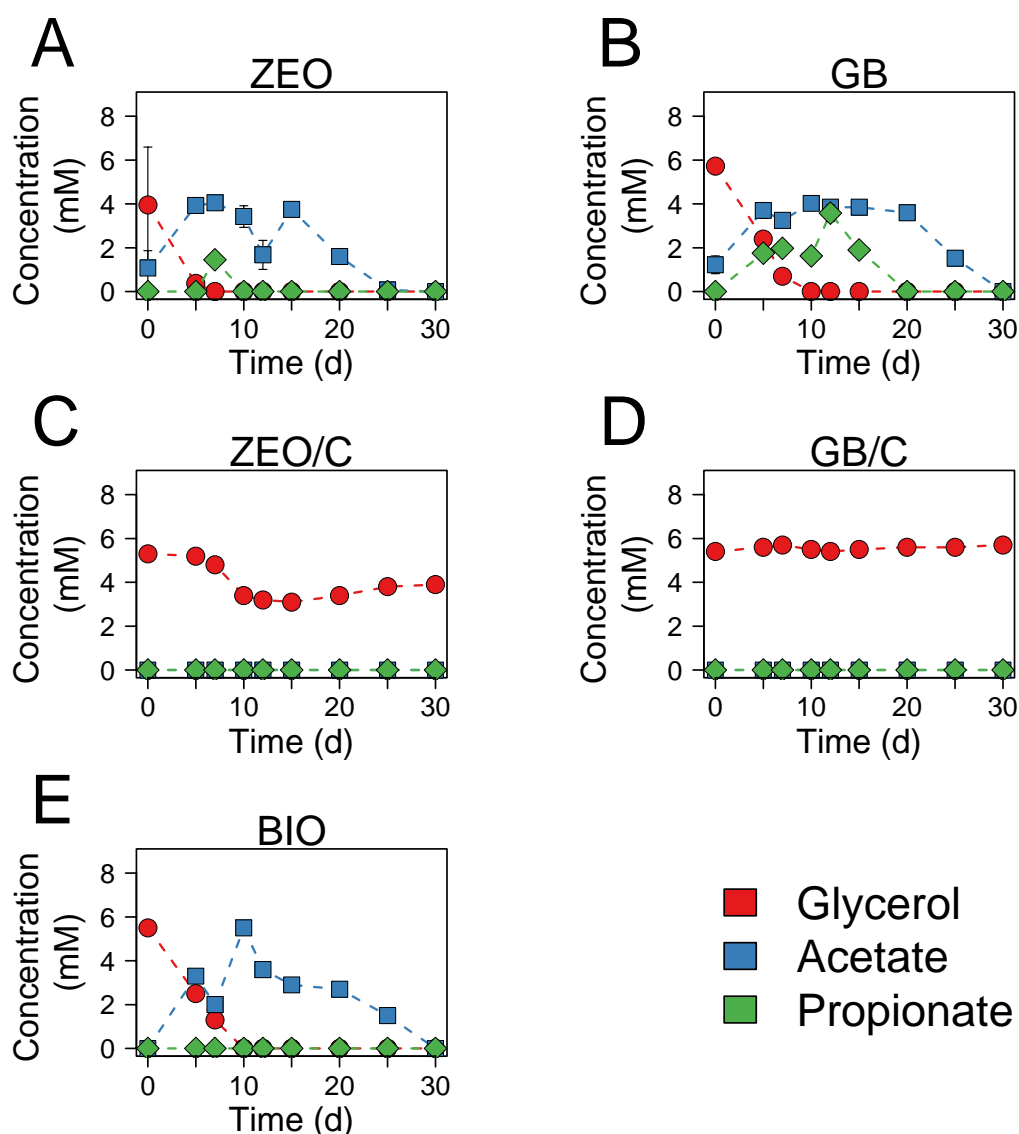 A
ZEO
Concentration
(mM)
8
6
4
2
0
0 10 20 30
Time (d)
B
GB
Concentration
(mM)
8
6
4
2
0
0 10 20 30
Time (d)
C
ZEO/C
Concentration
(mM)
8
6
4
2
0
0 10 20 30
Time (d)
D
GB/C
Concentration
(mM)
8
6
4
2
0
0 10 20 30
Time (d)
E
BIO
Concentration
(mM)
8
6
4
2
0
0 10 20 30
Time (d)
Glycerol
Acetate
Propionate